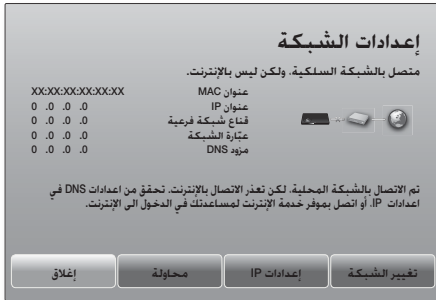 إعدادات الشبكة
متصل بالشبكة السلكية، ولكن ليس بالإنترنت.
عنوان MAC XX:XX:XX:XX:XX:XX
عنوان IP 0 .0 .0 .0
قناع شبكة فرعية 0 .0 .0 .0
عبّارة الشبكة 0 .0 .0 .0
مزود DNS 0 .0 .0 .0
تم الاتصال بالشبكة المحلية، لكن تعذر الاتصال بالإنترنت. تحقق من اعدادات DNS في
اعدادات IP، أو اتصل بموفر خدمة الإنترنت لمساعدتك في الدخول الى الإنترنت.
تغيير الشبكة إعدادات IP محاولة إغلاق